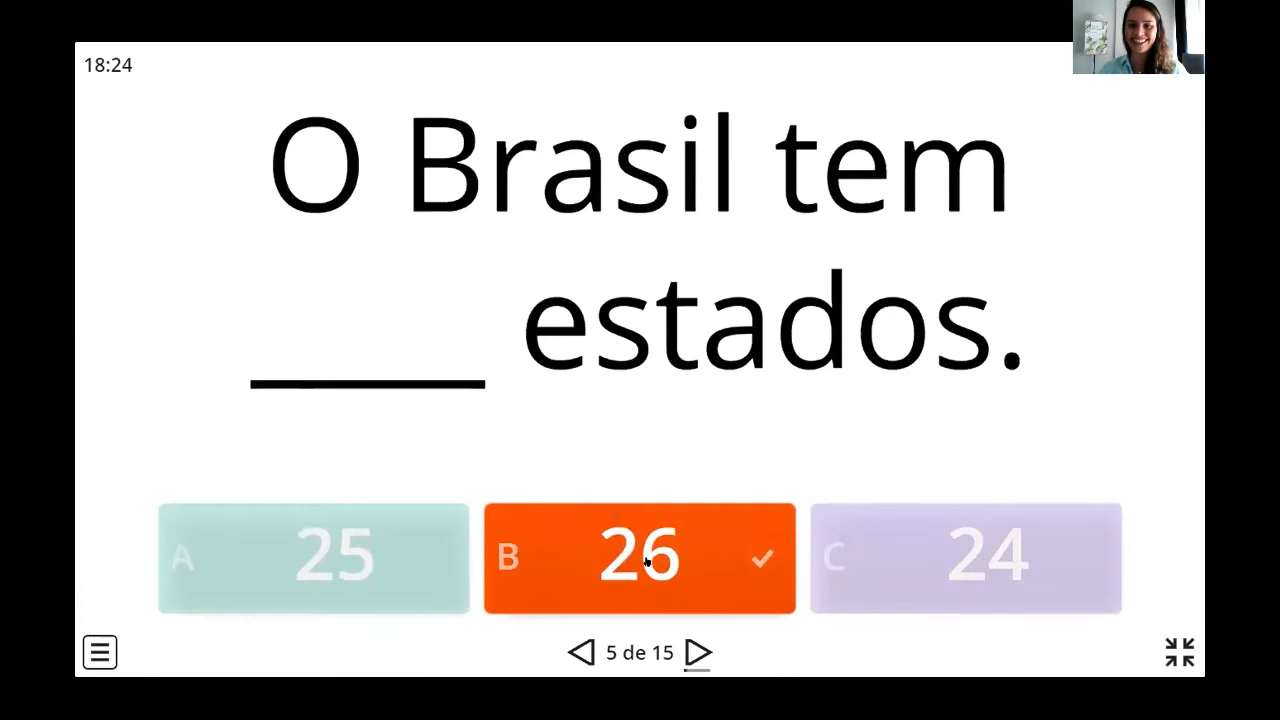 18:24
O Brasil tem
____ estados.
A 25
B 26
C 24
5 de 15